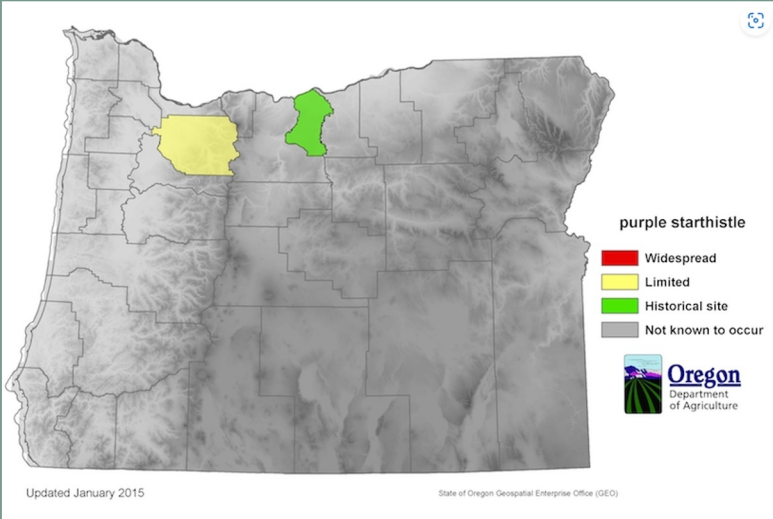 purple starthistle
Widespread
Limited
Historical site
Not known to occur
Oregon
Department
of Agriculture
Updated January 2015
State of Oregon Geospatial Enterprise Office (GEO)